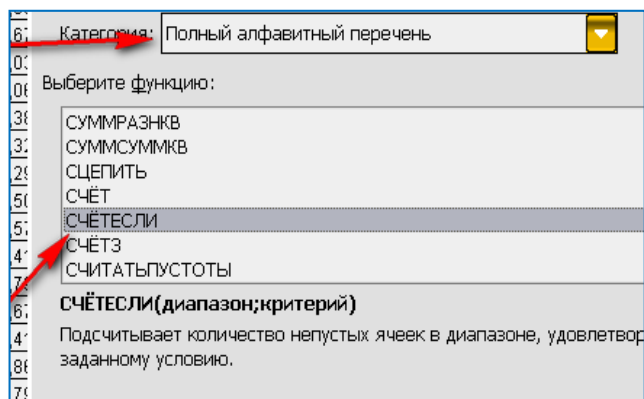 Категория: Полный алфавитный перечень
Выберите функцию:
СУММРАЗНКВ
СУММСУММКВ
СЦЕПИТЬ
СЧЁТ
СЧЁТЕСЛИ
СЧЁТЗ
СЧИТАТЬПУСТОТЫ
СЧЁТЕСЛИ(диапазон;критерий)
Подсчитывает количество непустых ячеек в диапазоне, удовлетвор
заданному условию.